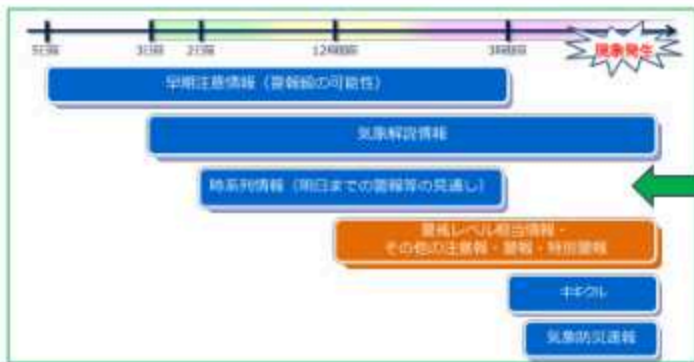 5日前 3日前 2日前 12時間前 3時間前
現象発生
早期注意情報（警報級の可能性）
気象解説情報
時系列情報（明日までの警報等の見通し）
警戒レベル相当情報・
その他の注意報・警報・特別警報
キキクル
気象防災速報